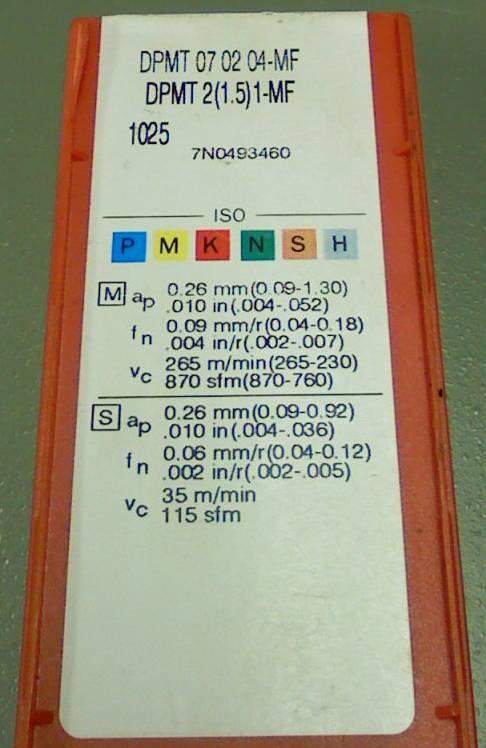 DPMT 07 02 04-MF
DPMT 2(1.5)1-MF
1025
7N0493460
ISO
P M K N S H
M ap 0.26 mm(0.09-1.30)
.010 in(.004-.052)
fn 0.09 mm/r(0.04-0.18)
.004 in/r(.002-.007)
vc 265 m/min(265-230)
870 sfm(870-760)
S ap 0.26 mm(0.09-0.92)
.010 in(.004-.036)
fn 0.06 mm/r(0.04-0.12)
.002 in/r(.002-.005)
vc 35 m/min
115 sfm